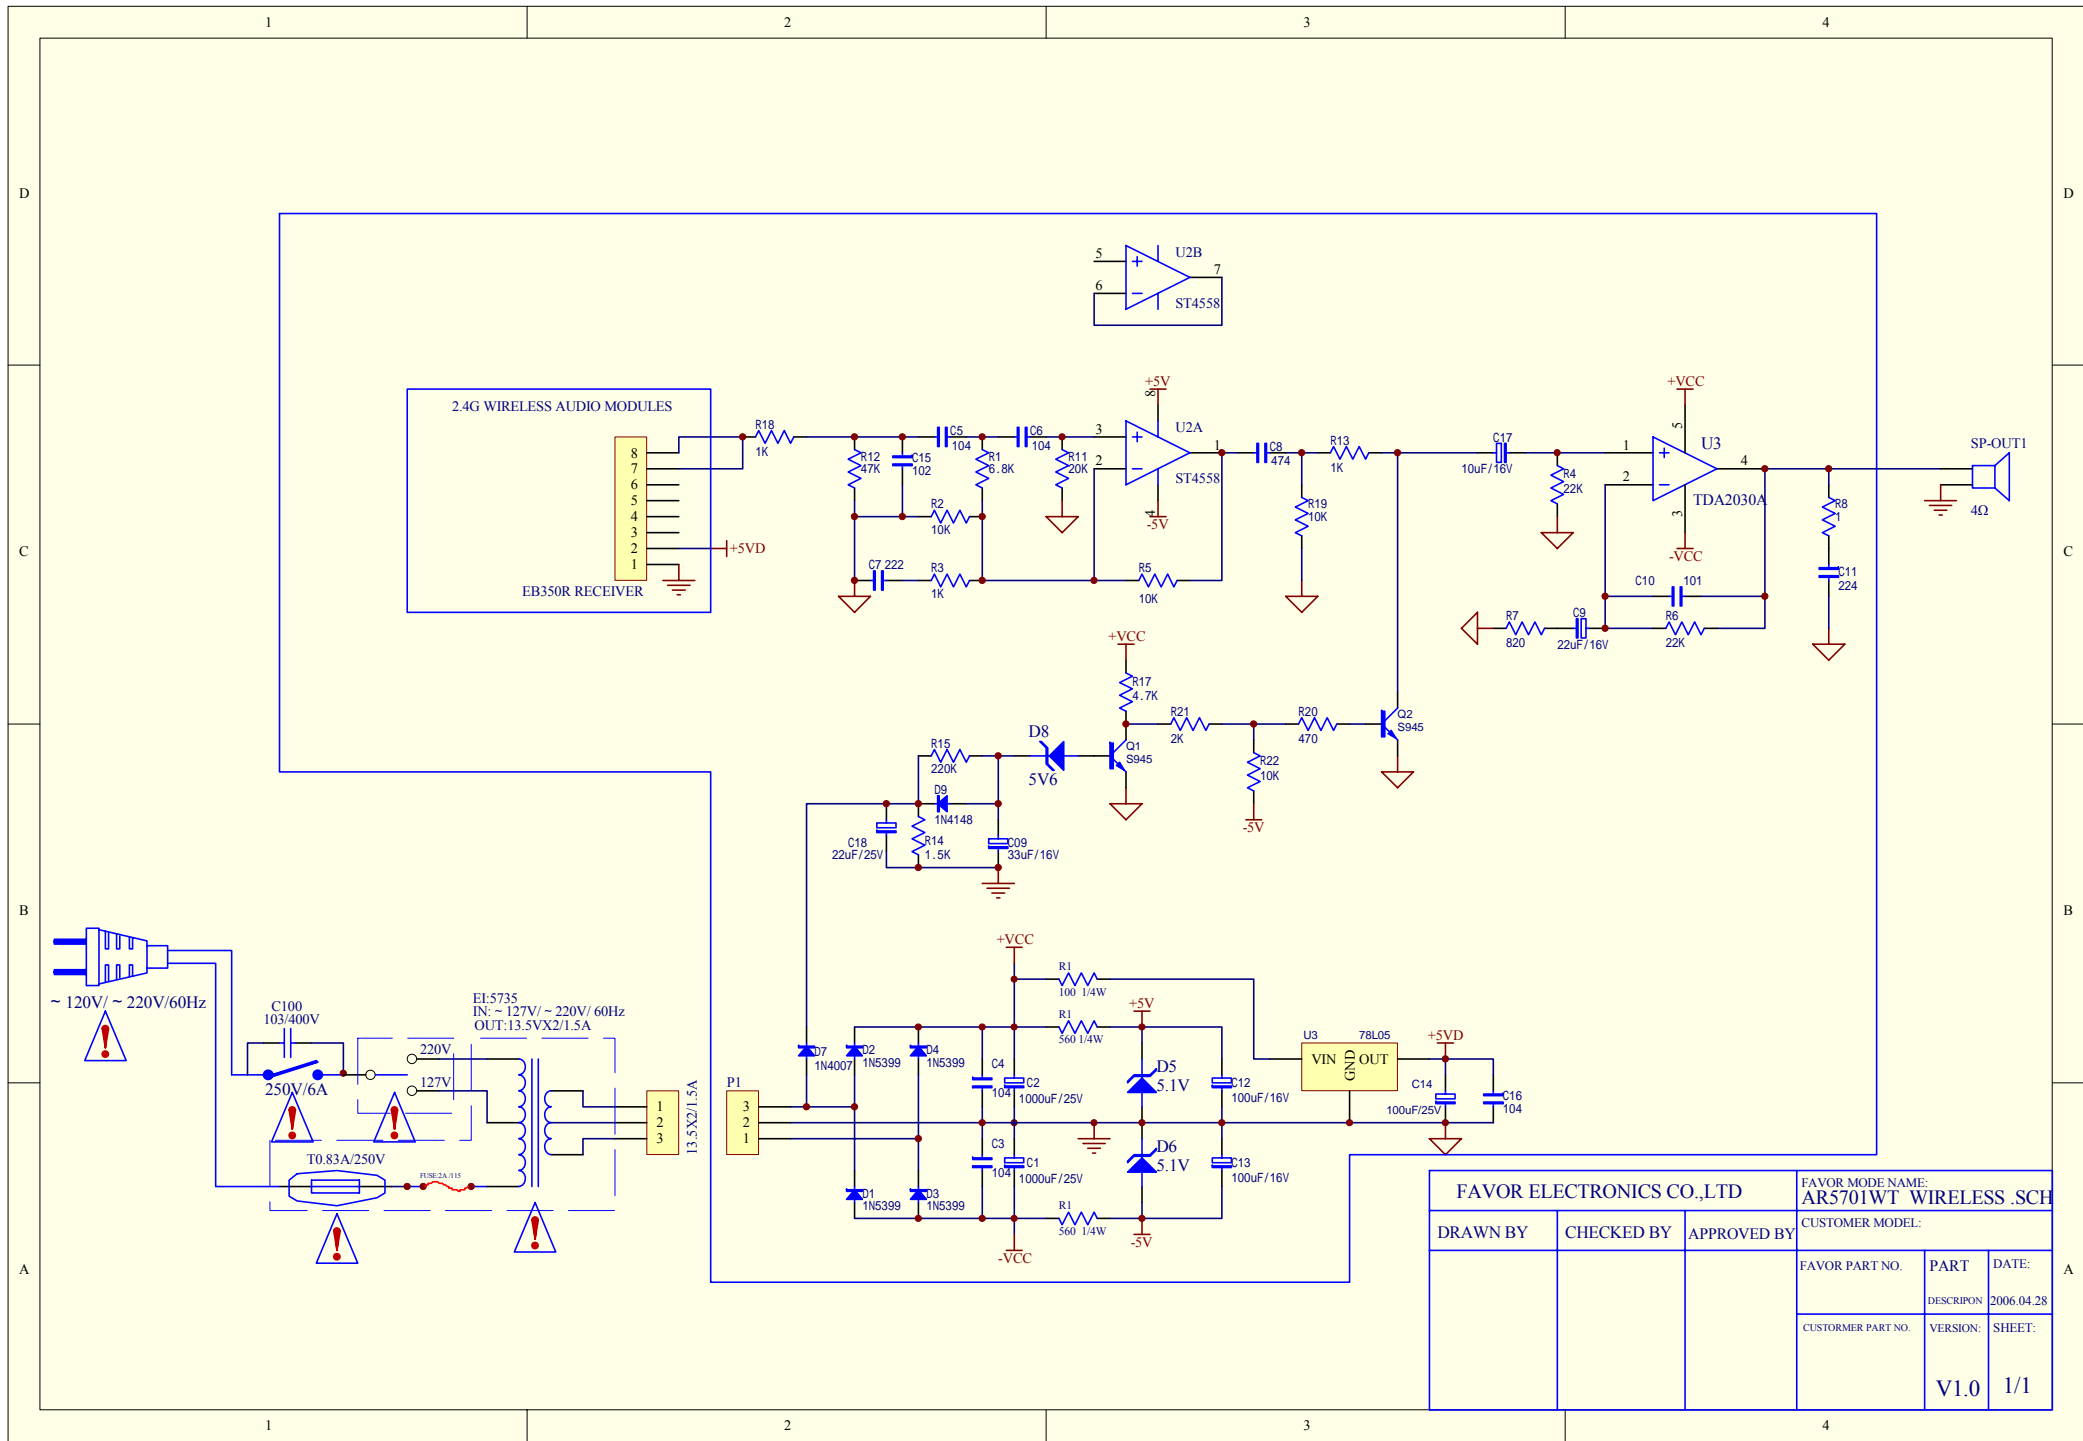 1 2 3 4
D D
C C
B B
A A
1 2 3 4
5
6
7
U2B
ST4558
2.4G WIRELESS AUDIO MODULES
8
7
6
5
4
3
2
1
+5VD
EB350R RECEIVER
R18
1K
R12
47K
C15
102
C5
104
R1
6.8K
C6
104
R11
20K
R2
10K
C7 222
R3
1K
+5V
8
3
2
1
U2A
ST4558
4
-5V
R5
10K
C8
474
R13
1K
R19
10K
C17
10uF/16V
R4
22K
+VCC
5
1
2
U3
4
TDA2030A
3
-VCC
C10 101
R6
22K
R7
820
C9
22uF/16V
R8
1
C11
224
SP-OUT1
4Ω
+VCC
R17
4.7K
R21
2K
R20
470
Q2
S945
R22
10K
-5V
Q1
S945
D8
5V6
R15
220K
D9
1N4148
C18
22uF/25V
R14
1.5K
C09
33uF/16V
~ 120V/ ~ 220V/60Hz
C100
103/400V
250V/6A
EI:5735
IN: ~ 127V/ ~ 220V/ 60Hz
OUT:13.5VX2/1.5A
220V
127V
T0.83A/250V
FUSE:2A /115
1
2
3
13.5X2/1.5A
P1
3
2
1
D7
1N4007
D2
1N5399
D4
1N5399
D1
1N5399
D3
1N5399
+VCC
C4
104
C2
1000uF/25V
C3
104
C1
1000uF/25V
-VCC
R1
100 1/4W
R1
560 1/4W
R1
560 1/4W
+5V
D5
5.1V
D6
5.1V
-5V
C12
100uF/16V
C13
100uF/16V
U3 78L05
VIN GND OUT
+5VD
C14
100uF/25V
C16
104
FAVOR ELECTRONICS CO.,LTD
FAVOR MODE NAME:
AR5701WT WIRELESS .SCH
DRAWN BY CHECKED BY APPROVED BY
CUSTOMER MODEL:
FAVOR PART NO.
PART
DESCRIPON
DATE:
2006.04.28
CUSTORMER PART NO.
VERSION:
V1.0
SHEET:
1/1